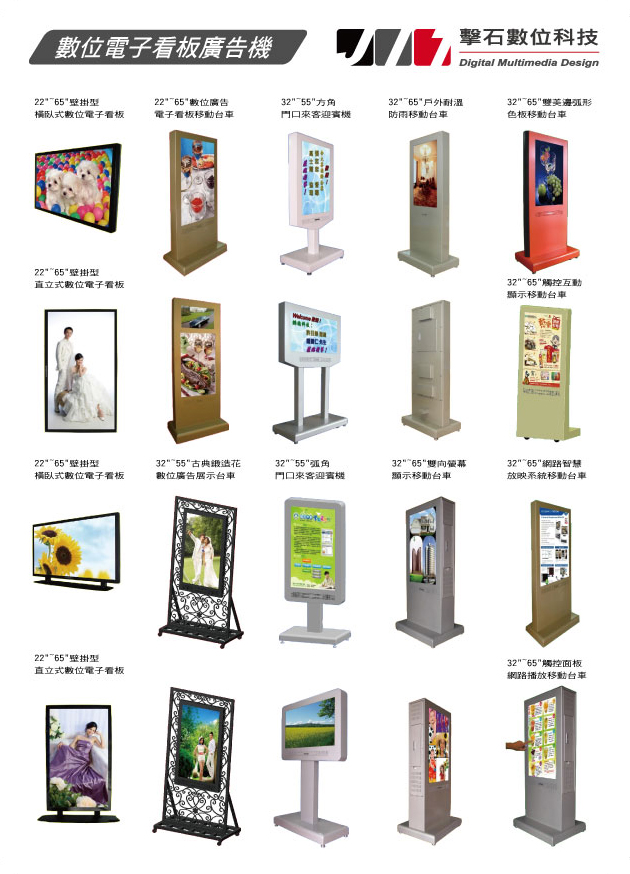 數位電子看板廣告機
擊石數位科技
Digital Multimedia Design
22"~65"壁掛型
橫臥式數位電子看板
22"~65"數位廣告
電子看板移動台車
32"~55"方角
門口來客迎賓機
32"~65"戶外耐溫
防雨移動台車
32"~65"雙美邊弧形
色板移動台車
22"~65"壁掛型
直立式數位電子看板
32"~65"觸控互動
顯示移動台車
Welcome
22"~65"壁掛型
橫臥式數位電子看板
32"~55"古典鍛造花
數位廣告展示台車
32"~55"弧角
門口來客迎賓機
32"~65"雙向螢幕
顯示移動台車
32"~65"網路智慧
放映系統移動台車
22"~65"壁掛型
直立式數位電子看板
32"~65"觸控面板
網路播放移動台車